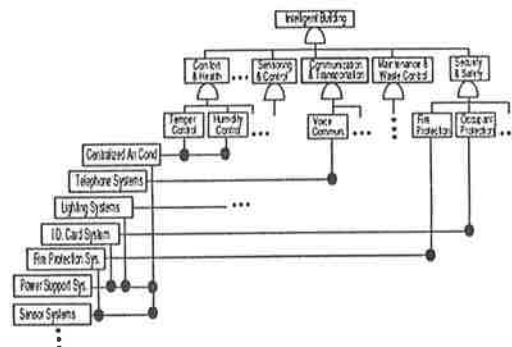 Intelligent Building
Comfort
& Health
Sensoring
& Control
Communication
& Transportation
Maintenance &
Waste Control
Security
& Safety
Temper
Control
Humidity
Control
Voice
Commun.
Fire
Protection
Occupant
Protection
Centralized Air Cond
Telephone Systems
Lighting Systems
I.D. Card System
Fire Protection Sys.
Power Support Sys.
Sensor Systems